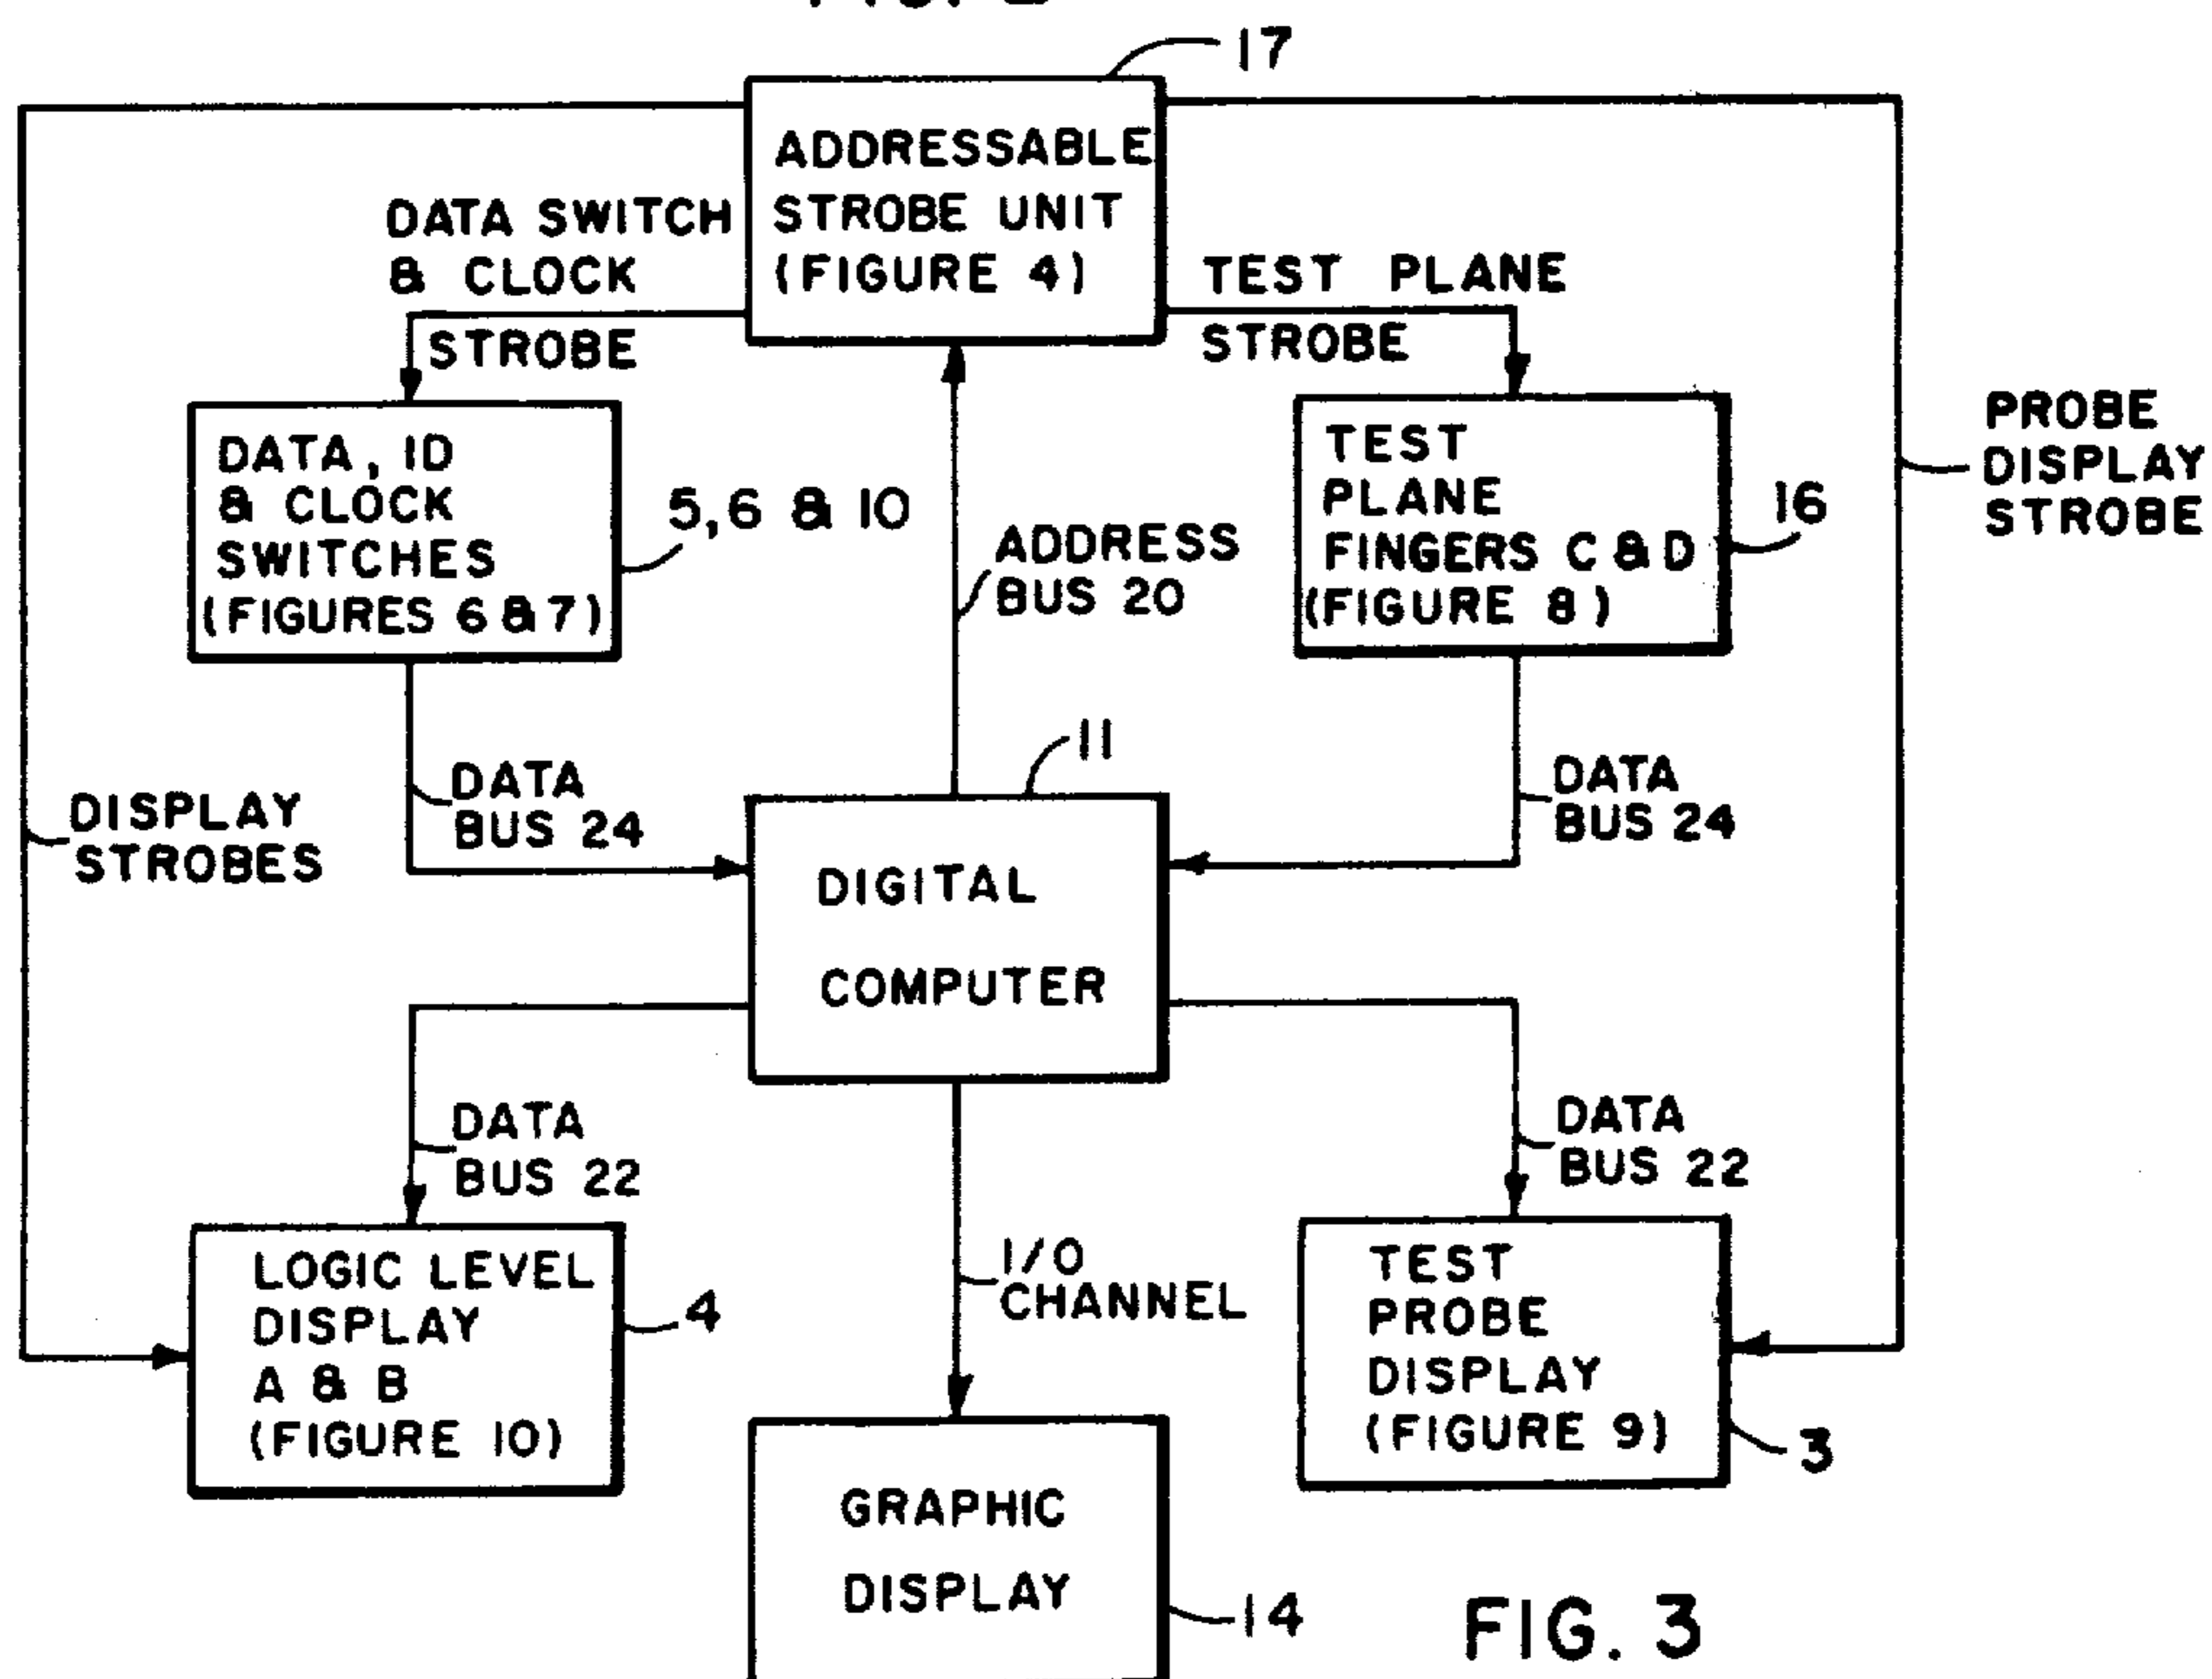 17
ADDRESSABLE
STROBE UNIT
(FIGURE 4)
DATA SWITCH
& CLOCK
STROBE
TEST PLANE
STROBE
PROBE
DISPLAY
STROBE
DATA, ID
& CLOCK
SWITCHES
(FIGURES 6 & 7)
5,6 & 10
ADDRESS
BUS 20
TEST
PLANE
FINGERS C & D
(FIGURE 8)
16
11
DATA
BUS 24
DATA
BUS 24
DISPLAY
STROBES
DIGITAL
COMPUTER
DATA
BUS 22
DATA
BUS 22
I/O
CHANNEL
LOGIC LEVEL
DISPLAY
A & B
(FIGURE 10)
4
TEST
PROBE
DISPLAY
(FIGURE 9)
3
GRAPHIC
DISPLAY
14
FIG. 3